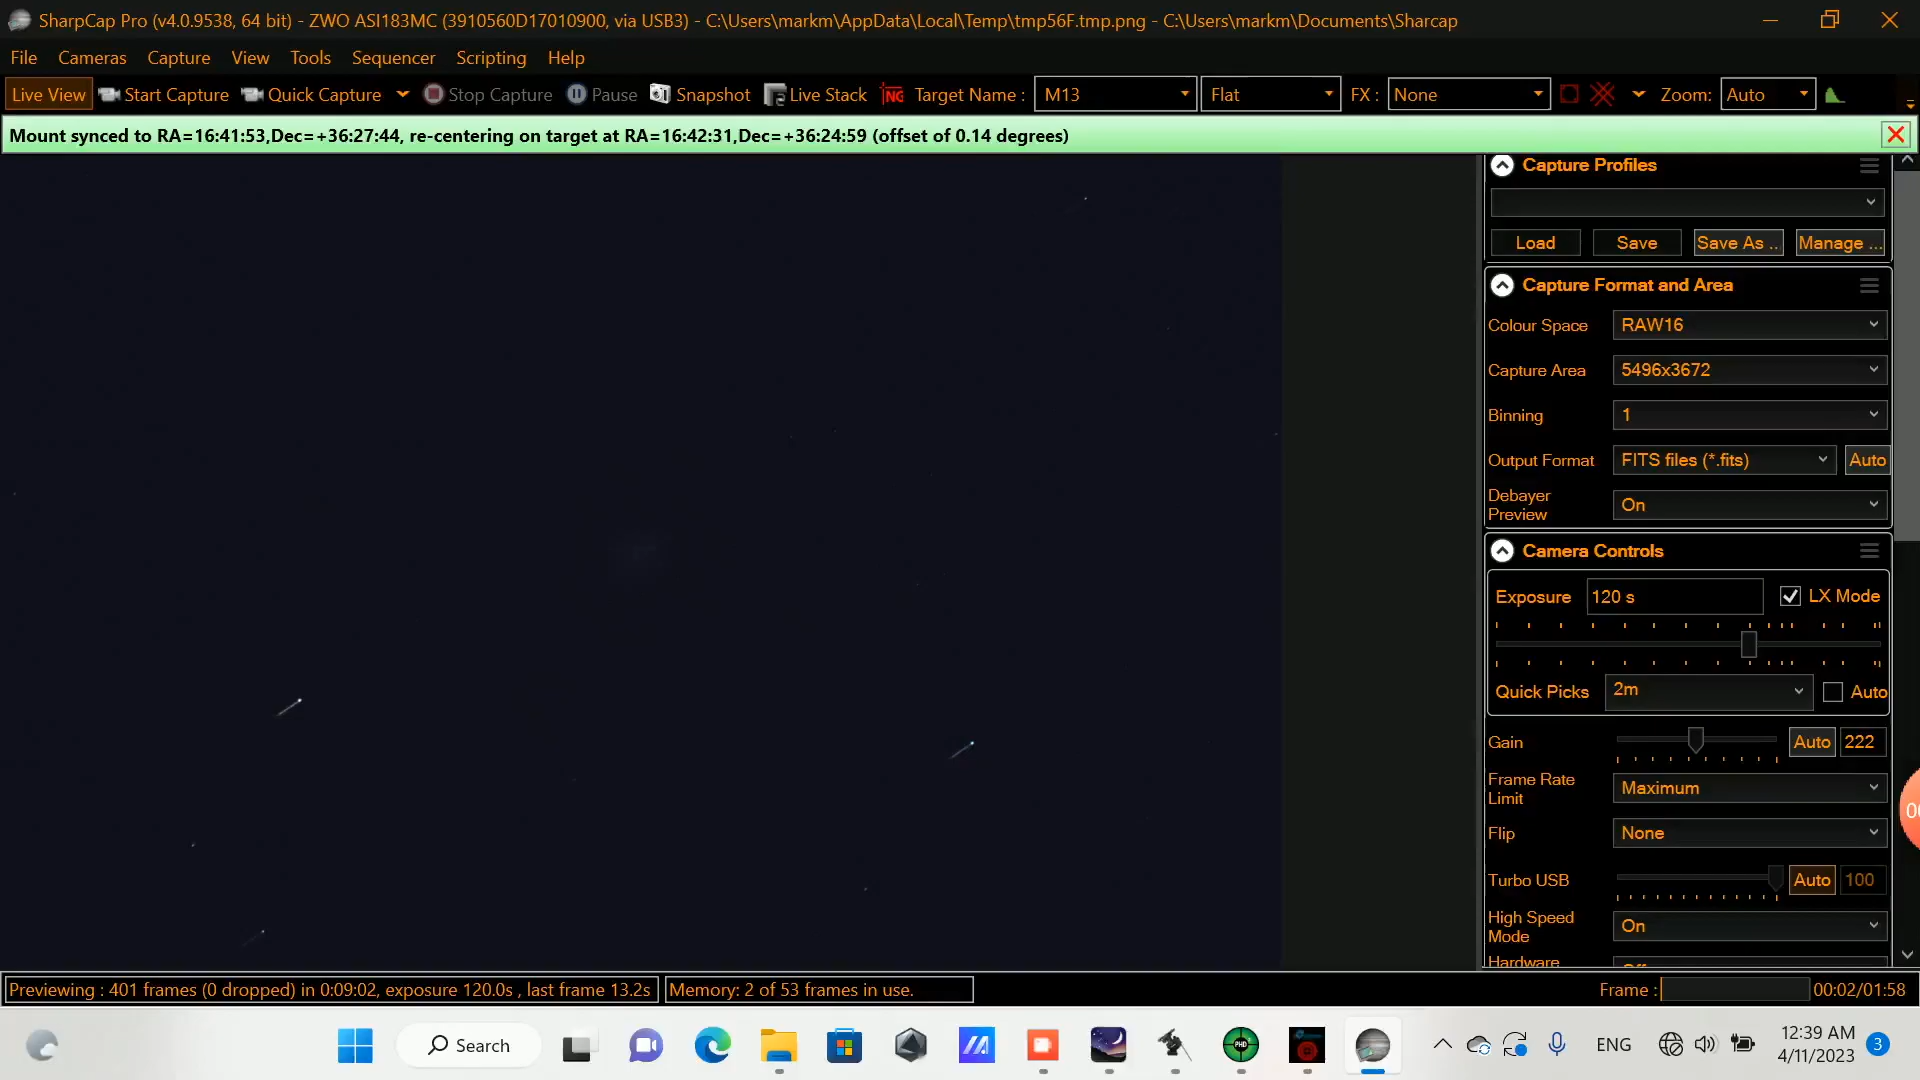 SharpCap Pro (v4.0.9538, 64 bit) - ZWO ASI183MC (3910560D17010900, via USB3) - C:\Users\markm\AppData\Local\Temp\tmp56F.tmp.png - C:\Users\markm\Documents\Sharcap
File Cameras Capture View Tools Sequencer Scripting Help
Live View Start Capture Quick Capture Stop Capture Pause Snapshot Live Stack NG Target Name : M13 Flat FX : None Zoom: Auto
Mount synced to RA=16:41:53,Dec=+36:27:44, re-centering on target at RA=16:42:31,Dec=+36:24:59 (offset of 0.14 degrees)
Capture Profiles
Load Save Save As .. Manage ...
Capture Format and Area
Colour Space RAW16
Capture Area 5496x3672
Binning 1
Output Format FITS files (*.fits) Auto
Debayer Preview On
Camera Controls
Exposure 120 s LX Mode
Quick Picks 2m Auto
Gain Auto 222
Frame Rate Limit Maximum
Flip None
Turbo USB Auto 100
High Speed Mode On
Hardware
Previewing : 401 frames (0 dropped) in 0:09:02, exposure 120.0s , last frame 13.2s Memory: 2 of 53 frames in use. Frame : 00:02/01:58
Search PHD ENG 12:39 AM 3
4/11/2023